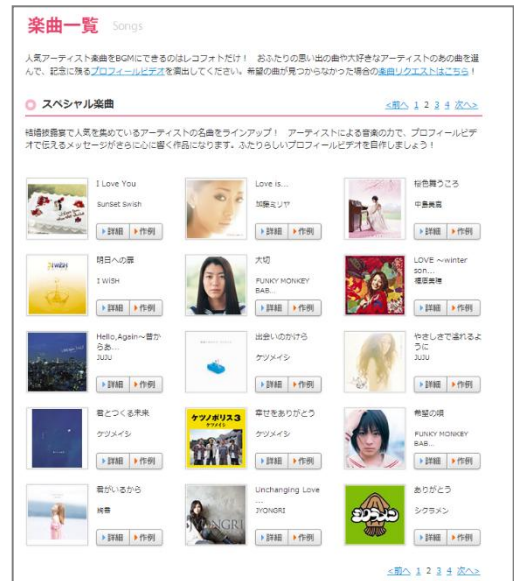 楽曲一覧 Songs
人気アーティスト楽曲をBGMにできるのはレコフォトだけ! おふたりの思い出の曲や大好きなアーティストのあの曲を選
んで、記念に残るプロフィールビデオを演出してください。希望の曲が見つからなかった場合の楽曲リクエストはこちら!
スペシャル楽曲
<前へ 1 2 3 4 次へ>
結婚披露宴で人気を集めているアーティストの名曲をラインアップ! アーティストによる音楽の力で、プロフィールビデ
オで伝えるメッセージがさらに心に響く作品になります。ふたりらしいプロフィールビデオを自作しましょう!
I Love You
SunSet Swish
詳細 作例
Love is...
加藤ミリヤ
詳細 作例
桜色舞うころ
中島美嘉
詳細 作例
明日への扉
I WiSH
詳細 作例
大切
FUNKY MONKEY
BAB...
詳細 作例
LOVE ~winter
son...
福原美穂
詳細 作例
Hello,Again~昔か
らあ...
JUJU
詳細 作例
出会いのかけら
ケツメイシ
詳細 作例
やさしさで溢れるよ
うに
JUJU
詳細 作例
君とつくる未来
ケツメイシ
詳細 作例
ケツノポリス3
ケツメイシ
幸せをありがとう
ケツメイシ
詳細 作例
希望の唄
FUNKY MONKEY
BAB...
詳細 作例
君がいるから
絢香
詳細 作例
JYONGRI
Unchanging Love
...
JYONGRI
詳細 作例
シクラメン
ありがとう
シクラメン
詳細 作例
<前へ 1 2 3 4 次へ>